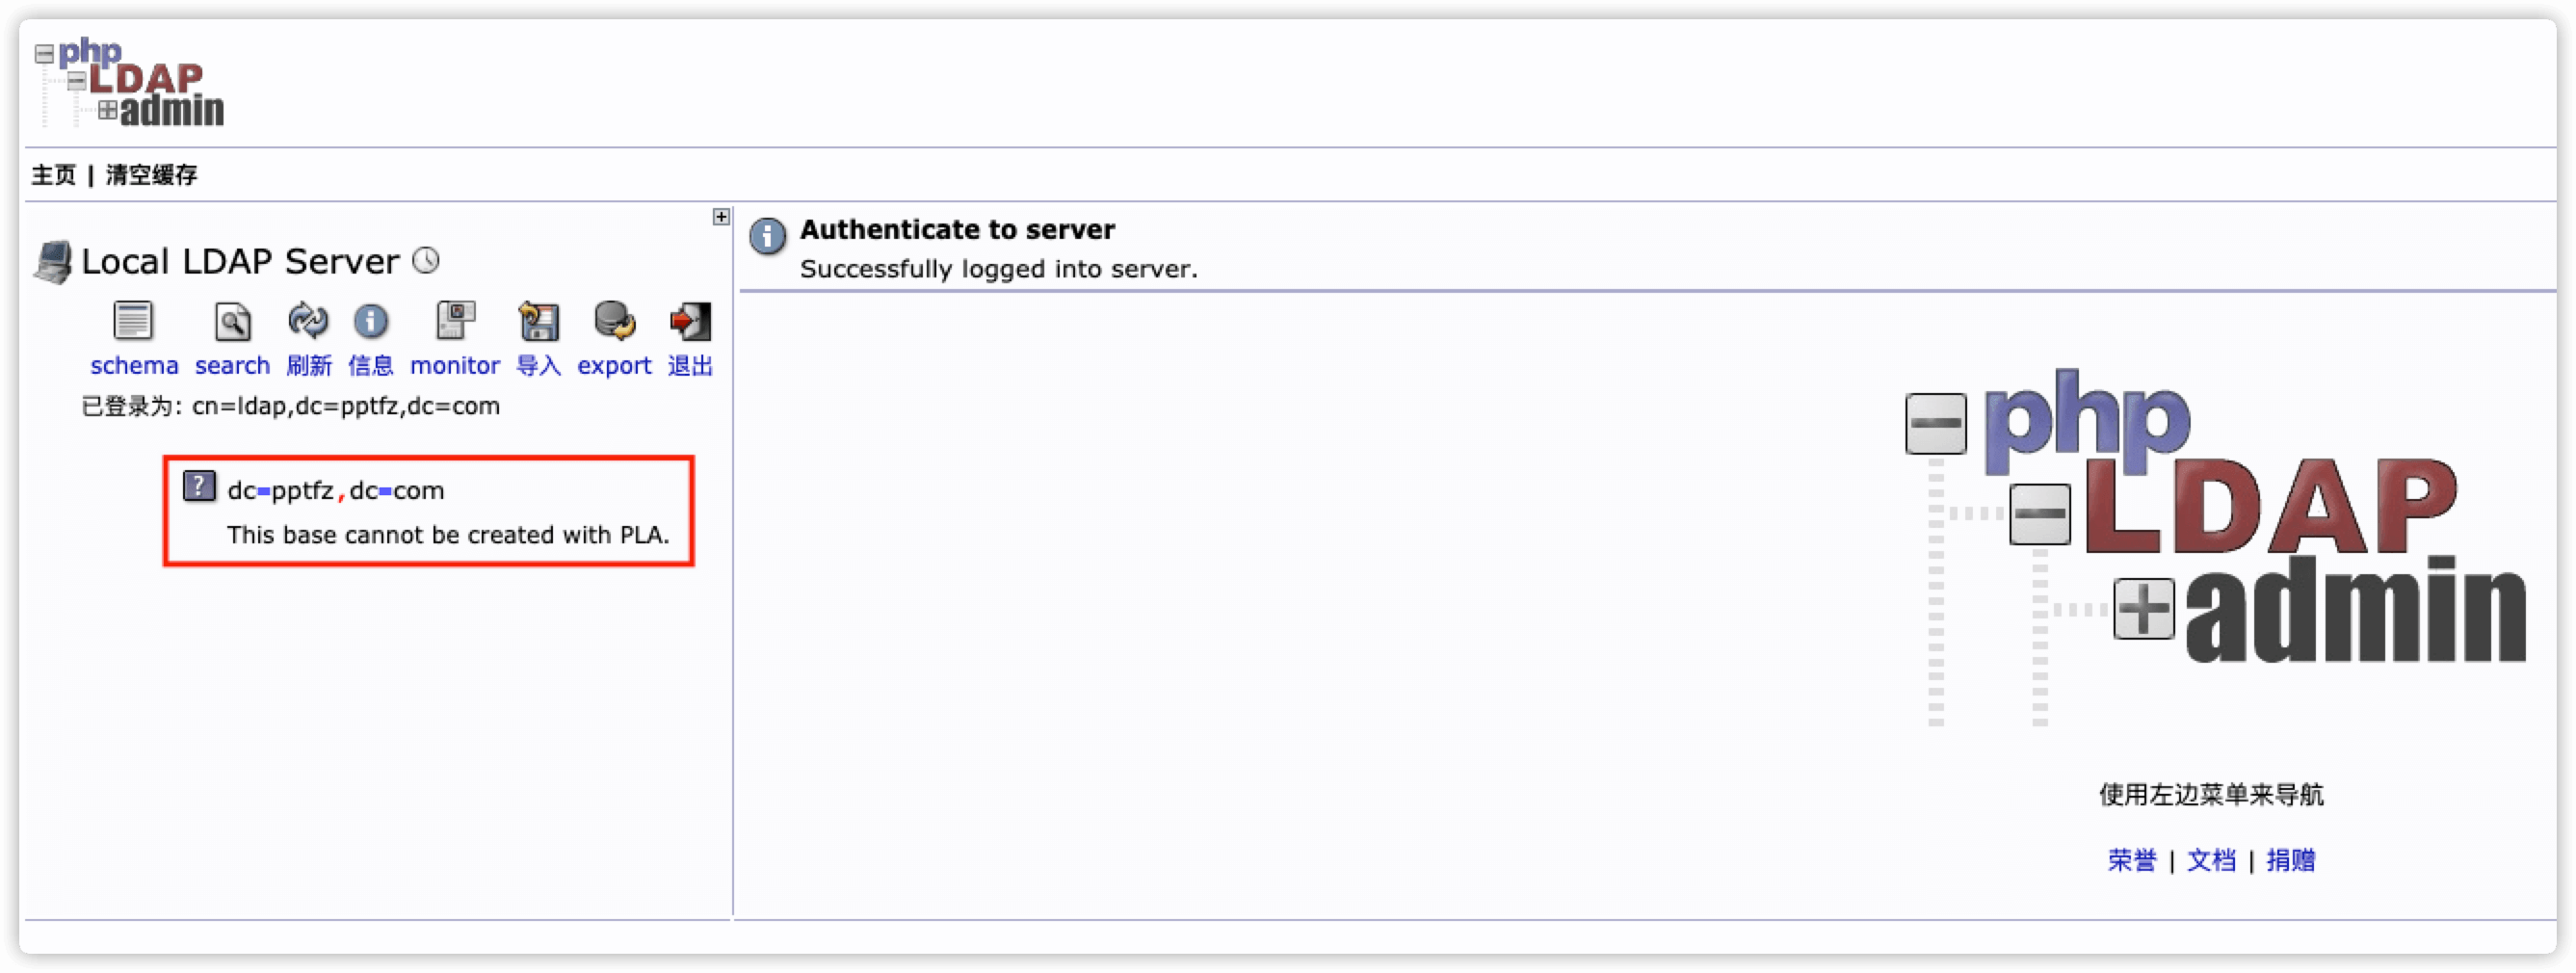 php
LDAP
admin
主页 | 清空缓存
Local LDAP Server
schema search 刷新 信息 monitor 导入 export 退出
已登录为: cn=ldap,dc=pptfz,dc=com
dc=pptfz,dc=com
This base cannot be created with PLA.
Authenticate to server
Successfully logged into server.
php
LDAP
admin
使用左边菜单来导航
荣誉 | 文档 | 捐赠